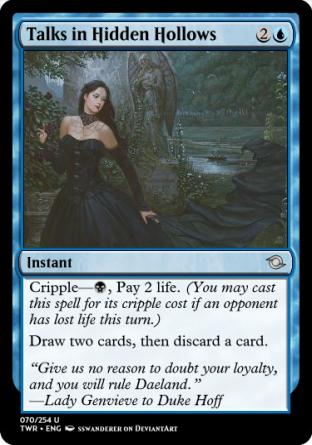 Talks in Hidden Hollows 2
Instant
Cripple—, Pay 2 life. (You may cast
this spell for its cripple cost if an opponent
has lost life this turn.)
Draw two cards, then discard a card.
“Give us no reason to doubt your loyalty,
and you will rule Daeland.”
—Lady Genvieve to Duke Hoff
070/254 U
TWR • ENG SSWANDERER ON DEVIANTART